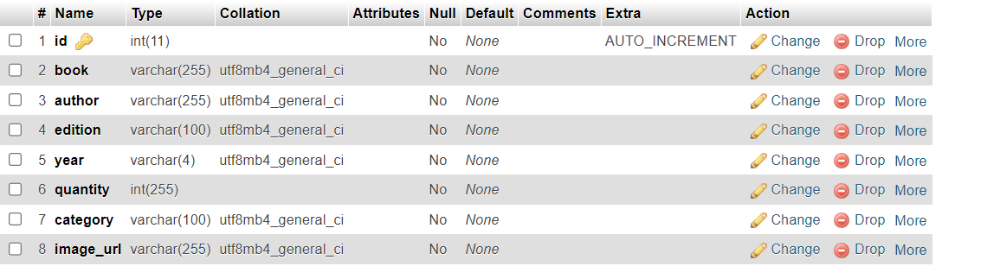 # Name Type Collation Attributes Null Default Comments Extra Action
1 id int(11) No None AUTO_INCREMENT Change Drop More
2 book varchar(255) utf8mb4_general_ci No None Change Drop More
3 author varchar(255) utf8mb4_general_ci No None Change Drop More
4 edition varchar(100) utf8mb4_general_ci No None Change Drop More
5 year varchar(4) utf8mb4_general_ci No None Change Drop More
6 quantity int(255) No None Change Drop More
7 category varchar(100) utf8mb4_general_ci No None Change Drop More
8 image_url varchar(255) utf8mb4_general_ci No None Change Drop More